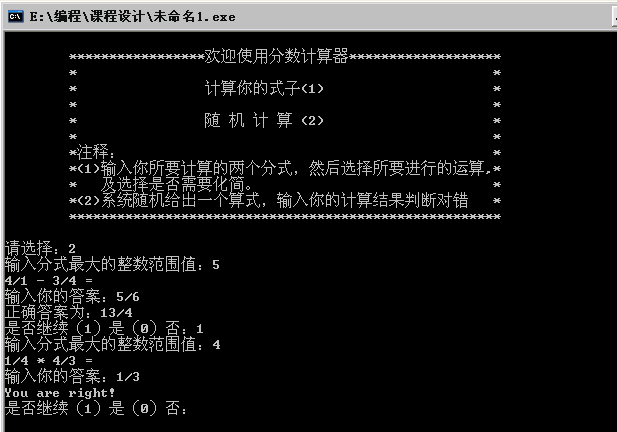 E:\编程\课程设计\未命名1.exe
*****************欢迎使用分数计算器*******************
* *
* 计算你的式子(1) *
* *
* 随 机 计 算 (2) *
* *
*注释: *
*(1)输入你所要计算的两个分式，然后选择所要进行的运算,*
* 及选择是否需要化简。 *
*(2)系统随机给出一个算式，输入你的计算结果判断对错 *
******************************************************
请选择：2
输入分式最大的整数范围值：5
4/1 - 3/4 =
输入你的答案：5/6
正确答案为：13/4
是否继续（1）是（0）否：1
输入分式最大的整数范围值：4
1/4 * 4/3 =
输入你的答案：1/3
You are right!
是否继续（1）是（0）否：